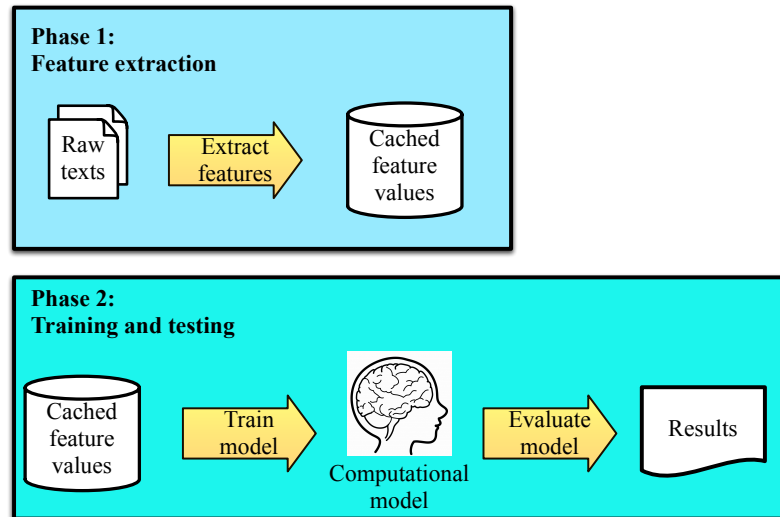 Phase 1:
Feature extraction
Raw
texts
Extract
features
Cached
feature
values
Phase 2:
Training and testing
Cached
feature
values
Train
model
Computational
model
Evaluate
model
Results